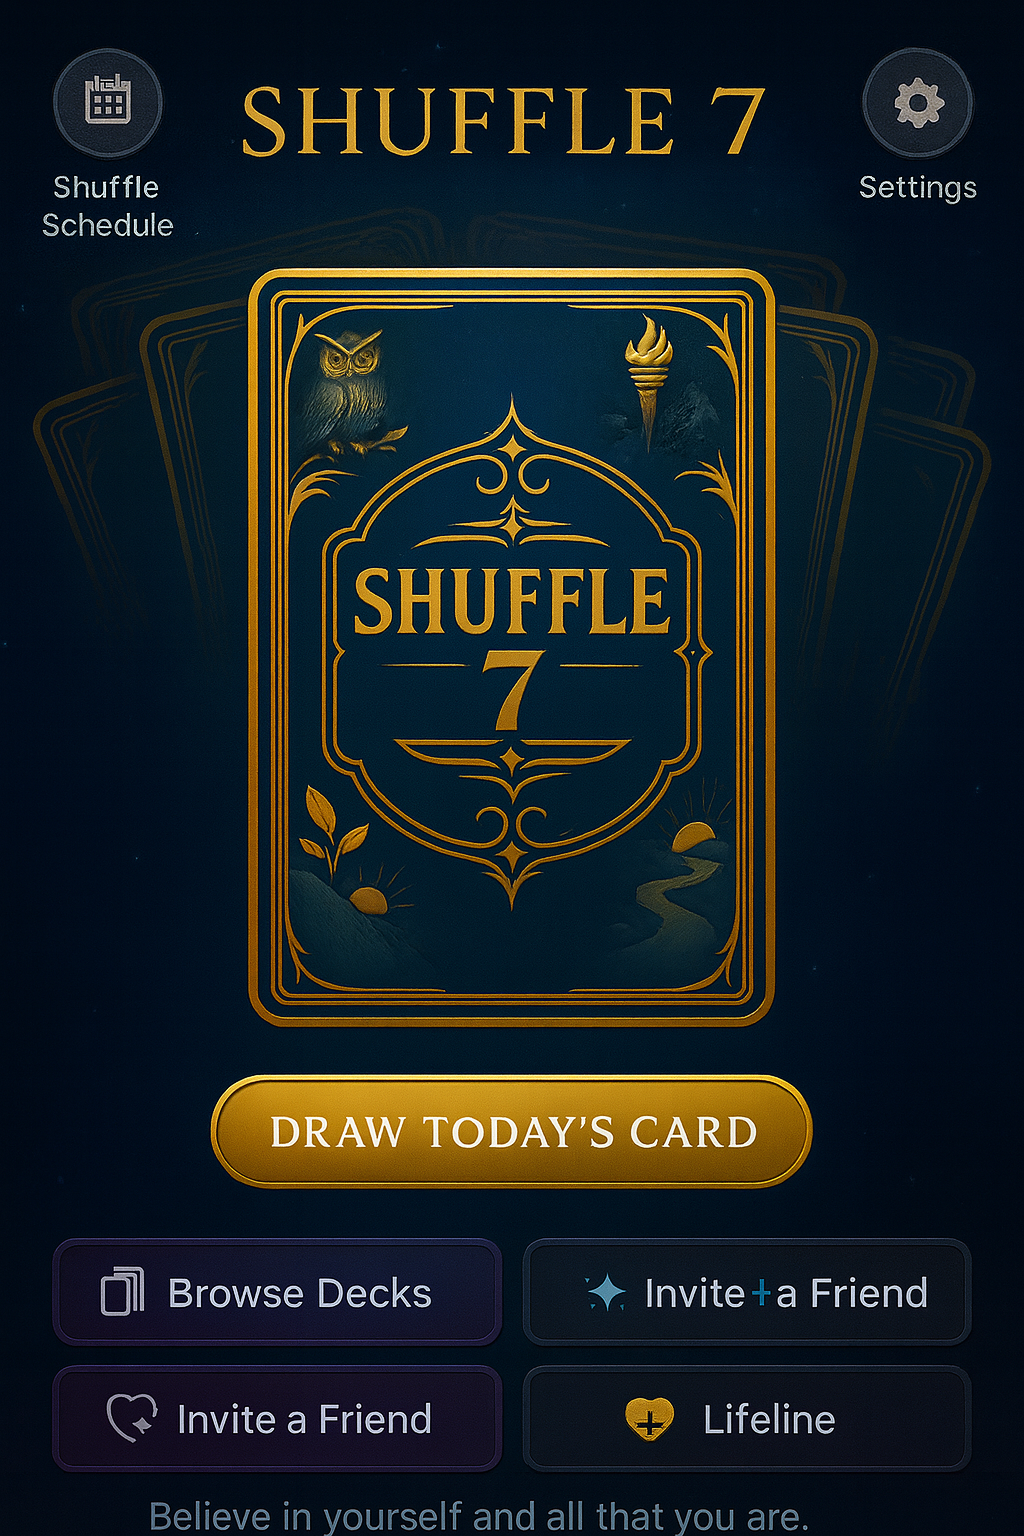 SHUFFLE 7
Shuffle
Schedule
Settings
SHUFFLE
7
DRAW TODAY'S CARD
Browse Decks
Invite+a Friend
Invite a Friend
Lifeline
Believe in yourself and all that you are.